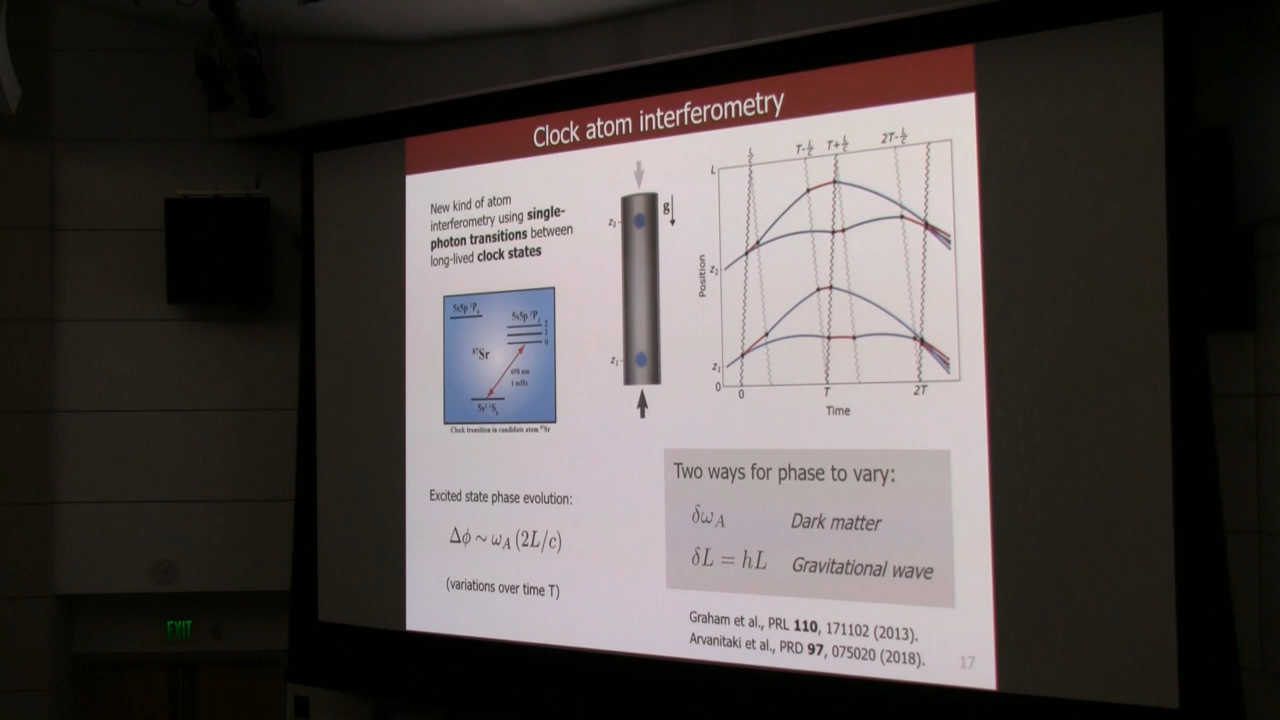 Clock atom interferometry
New kind of atom
interferometry using single-
photon transitions between
long-lived clock states
5s5p ¹P₁
5s5p ³Pⱼ
2
1
0
⁸⁷Sr
698 nm
1 mHz
5s² ¹S₀
Clock transition in candidate atom ⁸⁷Sr
z₂
g
z₁
L/c
T-L/c
T+L/c
2T-L/c
L
Position
z₂
z₁
0
0
T
2T
Time
Excited state phase evolution:
Δϕ ~ ω_A (2L/c)
(variations over time T)
Two ways for phase to vary:
δω_A Dark matter
δL = hL Gravitational wave
Graham et al., PRL 110, 171102 (2013).
Arvanitaki et al., PRD 97, 075020 (2018).
17
EXIT